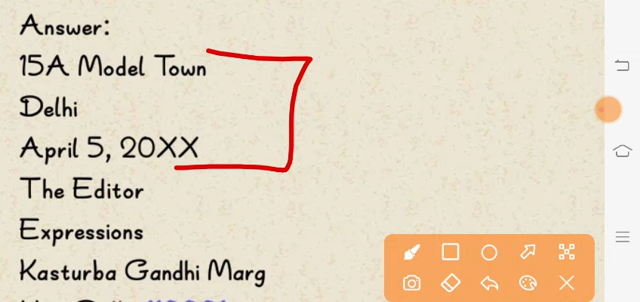 Answer:
15A Model Town
Delhi
April 5, 20XX
The Editor
Expressions
Kasturba Gandhi Marg